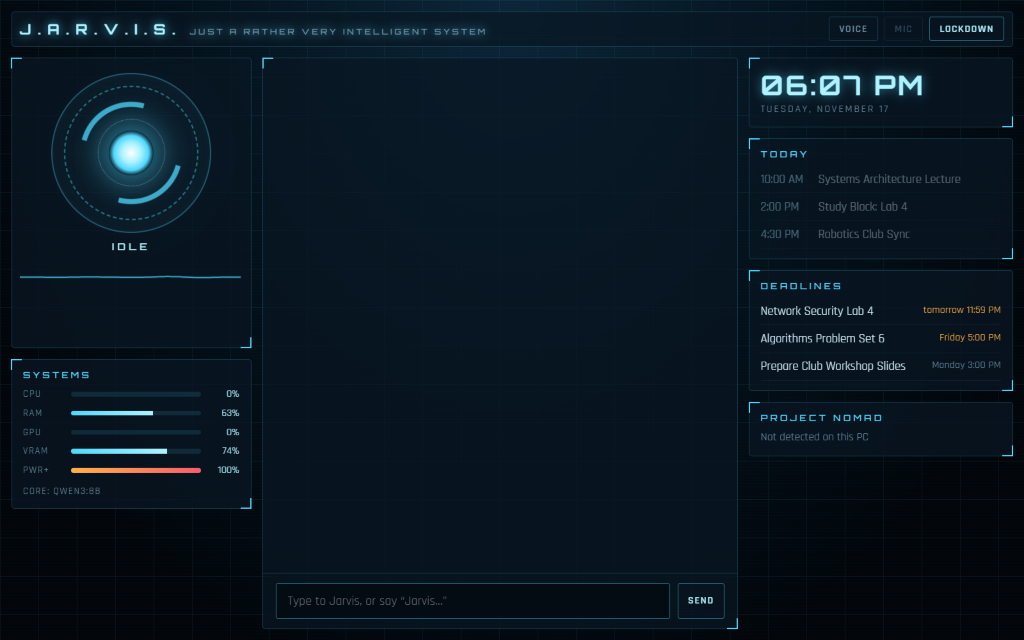 J.A.R.V.I.S. JUST A RATHER VERY INTELLIGENT SYSTEM
VOICE MIC LOCKDOWN
IDLE
SYSTEMS
CPU 0%
RAM 63%
GPU 0%
VRAM 74%
PWR+ 100%
CORE: QWEN3:8B
Type to Jarvis, or say “Jarvis...”
SEND
06:07 PM
TUESDAY, NOVEMBER 17
TODAY
10:00 AM Systems Architecture Lecture
2:00 PM Study Block: Lab 4
4:30 PM Robotics Club Sync
DEADLINES
Network Security Lab 4 tomorrow 11:59 PM
Algorithms Problem Set 6 Friday 5:00 PM
Prepare Club Workshop Slides Monday 3:00 PM
PROJECT NOMAD
Not detected on this PC